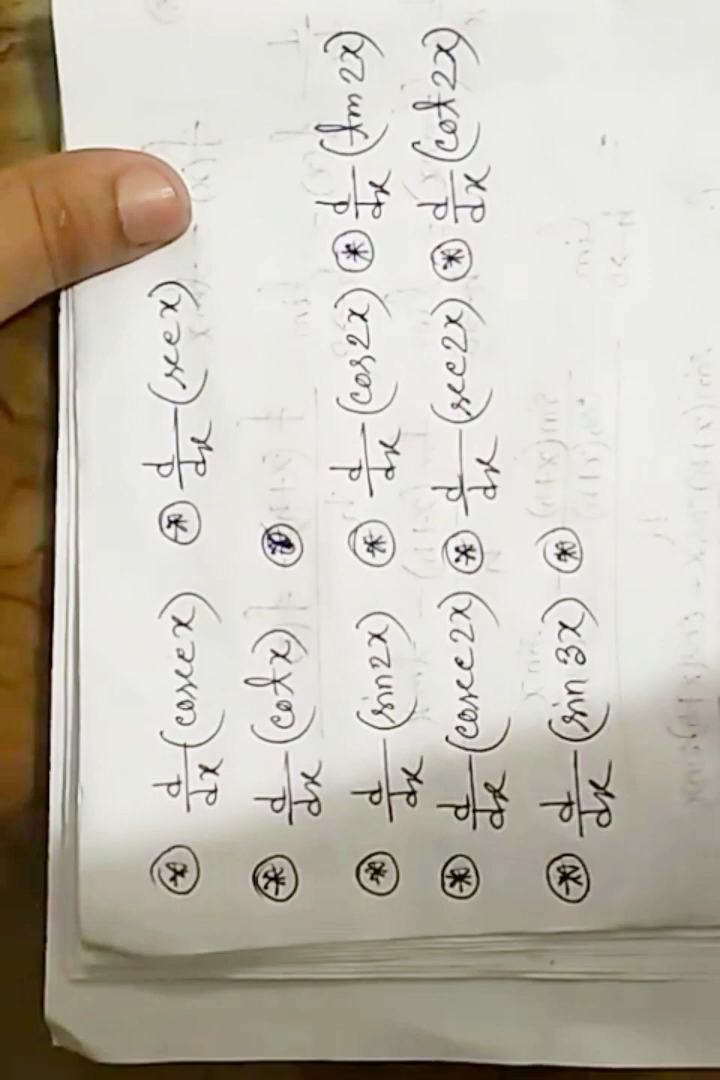 ⊛ d/dx (cosec x) ⊛ d/dx (sec x)
⊛ d/dx (cot x) ⊛
⊛ d/dx (sin 2x) ⊛ d/dx (cos 2x) ⊛ d/dx (tan 2x)
⊛ d/dx (cosec 2x) ⊛ d/dx (sec 2x) ⊛ d/dx (cot 2x)
⊛ d/dx (sin 3x) ⊛